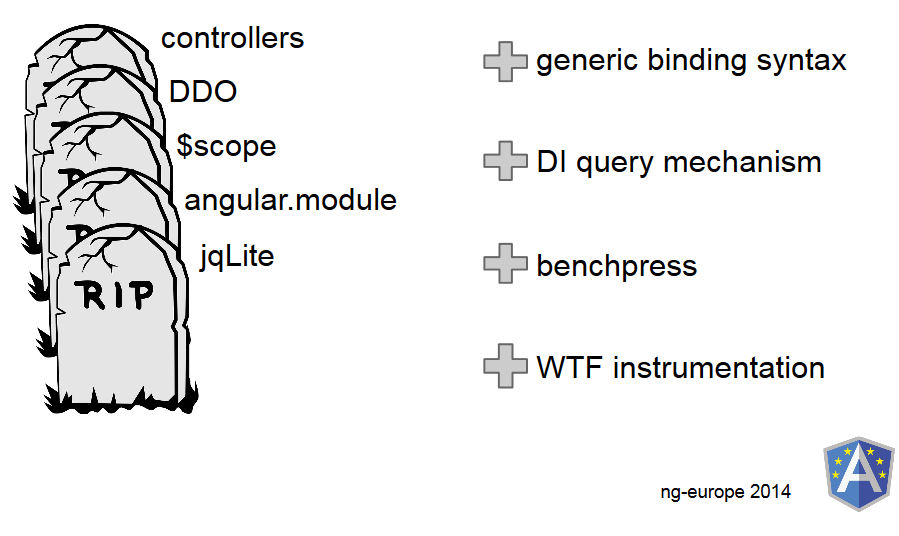 controllers
DDO
$scope
angular.module
jqLite
RIP
generic binding syntax
DI query mechanism
benchpress
WTF instrumentation
ng-europe 2014
A